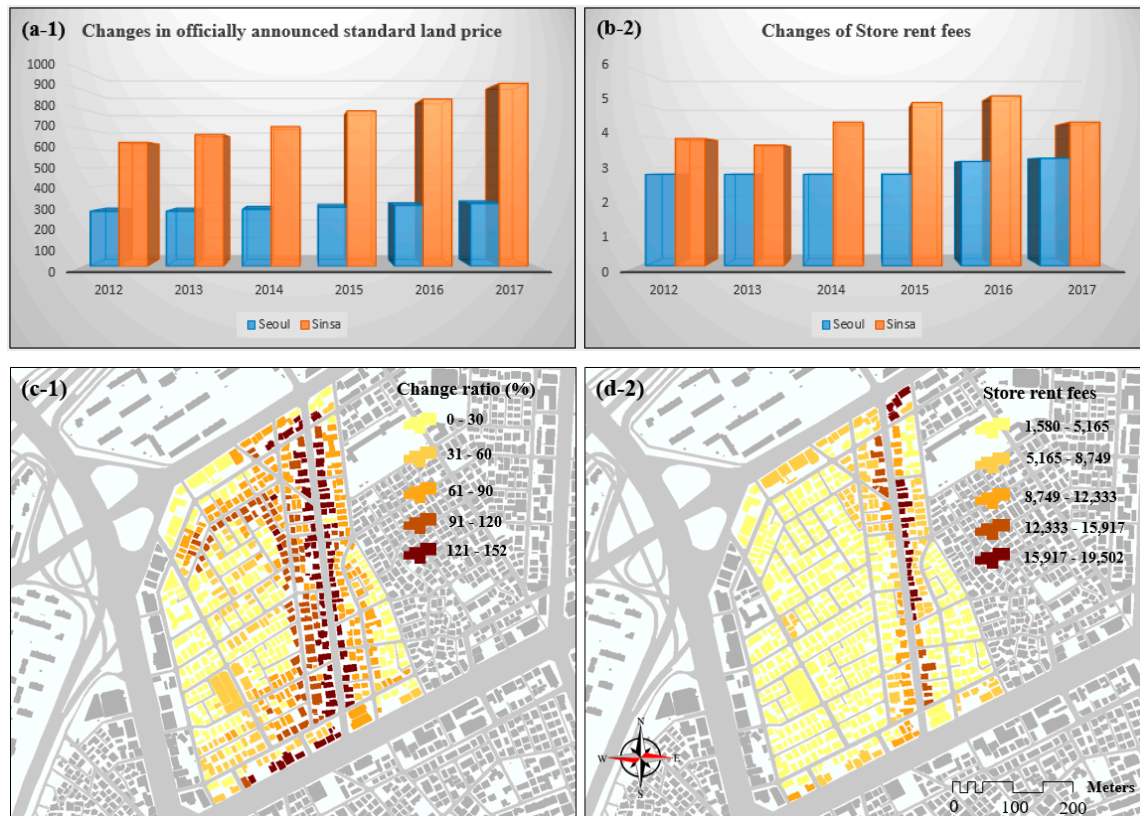 (a-1) Changes in officially announced standard land price
1000
900
800
700
600
500
400
300
200
100
0
2012 2013 2014 2015 2016 2017
Seoul Sinsa
(b-2) Changes of Store rent fees
6
5
4
3
2
1
0
2012 2013 2014 2015 2016 2017
Seoul Sinsa
(c-1)
Change ratio (%)
0 - 30
31 - 60
61 - 90
91 - 120
121 - 152
(d-2)
Store rent fees
1,580 - 5,165
5,165 - 8,749
8,749 - 12,333
12,333 - 15,917
15,917 - 19,502
N
W E
S
Meters
0 100 200